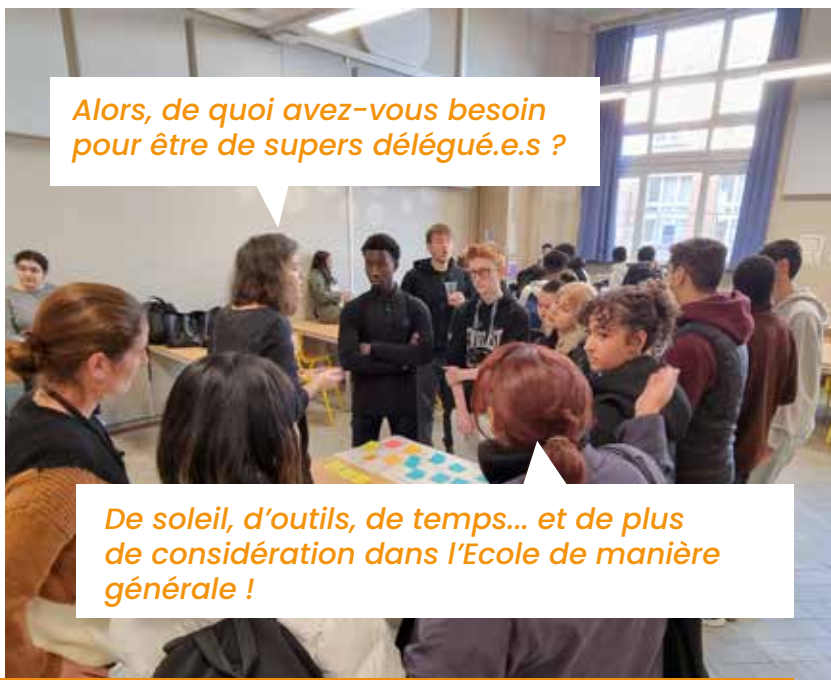 Alors, de quoi avez-vous besoin
pour être de supers délégué.e.s ?
De soleil, d'outils, de temps... et de plus
de considération dans l'Ecole de manière
générale !